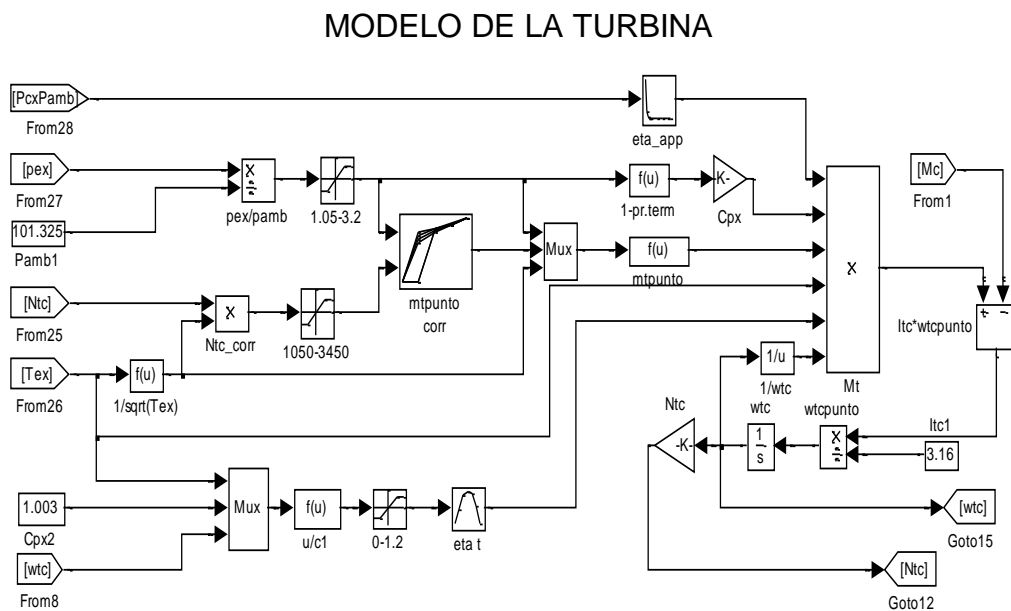 MODELO DE LA TURBINA
[PcxPamb]
From28
eta_app
[pex]
From27
x
÷
pex/pamb
1.05-3.2
f(u)
1-pr.term
K-
Cpx
[Mc]
From1
101.325
Pamb1
mtpunto
corr
Mux
f(u)
mtpunto
x
Mt
[Ntc]
From25
x
Ntc_corr
1050-3450
Itc*wtcpunto
+ -
[Tex]
From26
f(u)
1/sqrt(Tex)
1/u
1/wtc
Ntc
-K-
wtc
1
s
wtcpunto
x
÷
Itc1
3.16
1.003
Cpx2
Mux
f(u)
u/c1
0-1.2
eta t
[wtc]
From8
[wtc]
Goto15
[Ntc]
Goto12